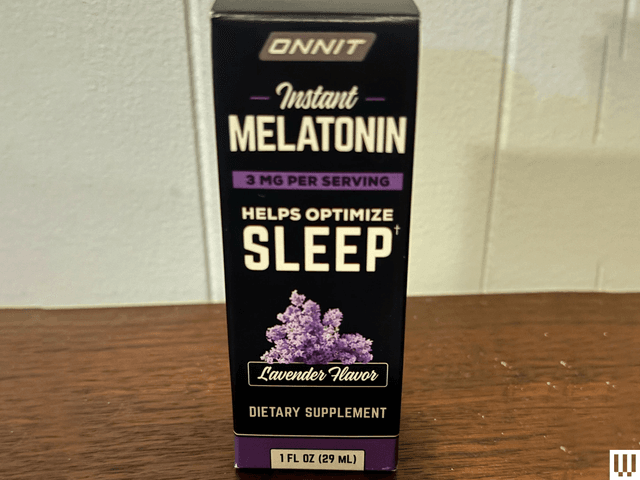 ONNIT
Instant
MELATONIN
3 MG PER SERVING
HELPS OPTIMIZE
SLEEP†
Lavender Flavor
DIETARY SUPPLEMENT
1 FL OZ (29 ML)
W